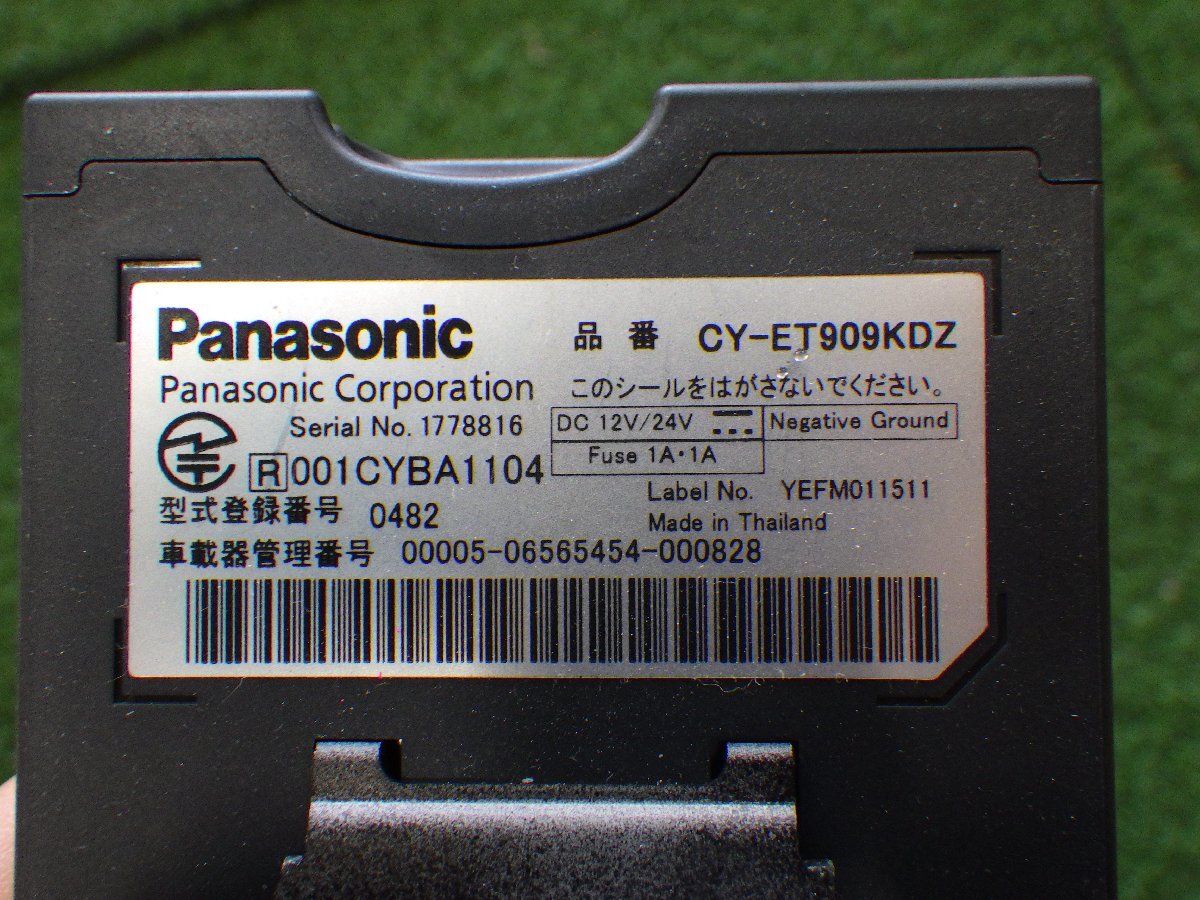 Panasonic 品番 CY-ET909KDZ
Panasonic Corporation このシールをはがさないでください。
Serial No. 1778816 DC 12V/24V Negative Ground
R 001CYBA1104 Fuse 1A・1A
Label No. YEFM011511
型式登録番号 0482 Made in Thailand
車載器管理番号 00005-06565454-000828